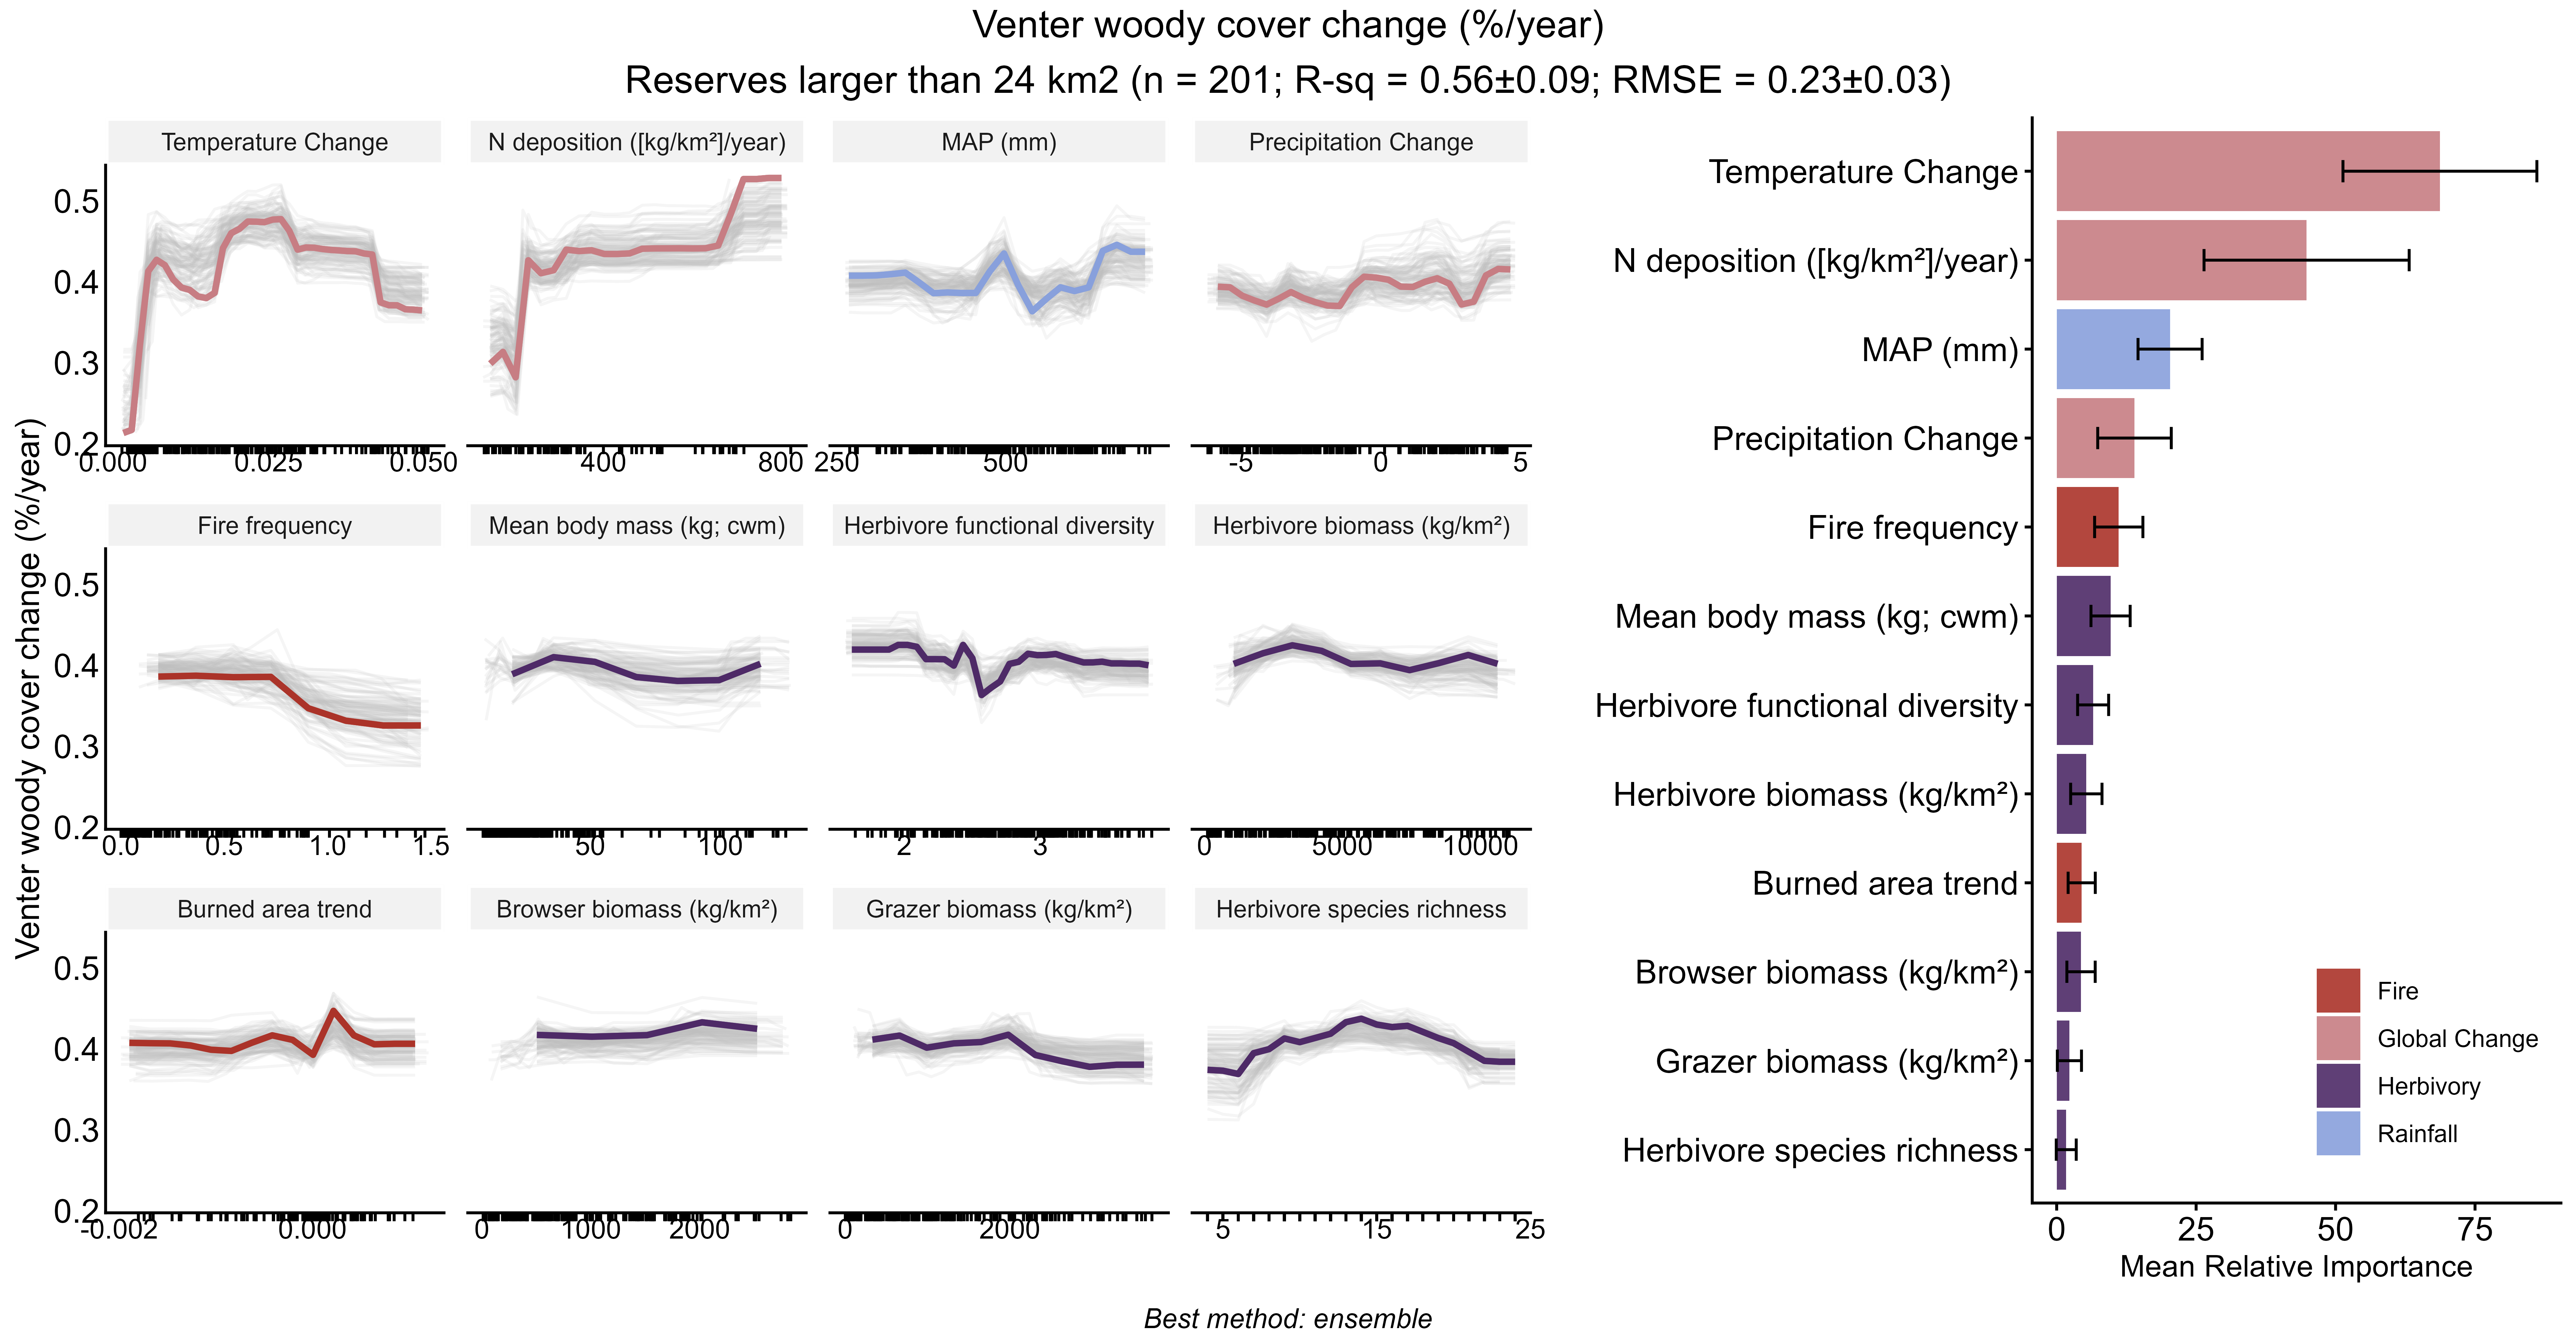 Venter woody cover change (%/year)
Reserves larger than 24 km2 (n = 201; R-sq = 0.56±0.09; RMSE = 0.23±0.03)
Venter woody cover change (%/year)
Temperature Change
N deposition ([kg/km²]/year)
MAP (mm)
Precipitation Change
0.5
0.4
0.3
0.2
0.000 0.025 0.050
400 800
250 500
-5 0 5
Fire frequency
Mean body mass (kg; cwm)
Herbivore functional diversity
Herbivore biomass (kg/km²)
0.5
0.4
0.3
0.2
0.0 0.5 1.0 1.5
50 100
2 3
0 5000 10000
Burned area trend
Browser biomass (kg/km²)
Grazer biomass (kg/km²)
Herbivore species richness
0.5
0.4
0.3
0.2
-0.002 0.000
0 1000 2000
0 2000
5 15 25
Temperature Change
N deposition ([kg/km²]/year)
MAP (mm)
Precipitation Change
Fire frequency
Mean body mass (kg; cwm)
Herbivore functional diversity
Herbivore biomass (kg/km²)
Burned area trend
Browser biomass (kg/km²)
Grazer biomass (kg/km²)
Herbivore species richness
0 25 50 75
Mean Relative Importance
Fire
Global Change
Herbivory
Rainfall
Best method: ensemble